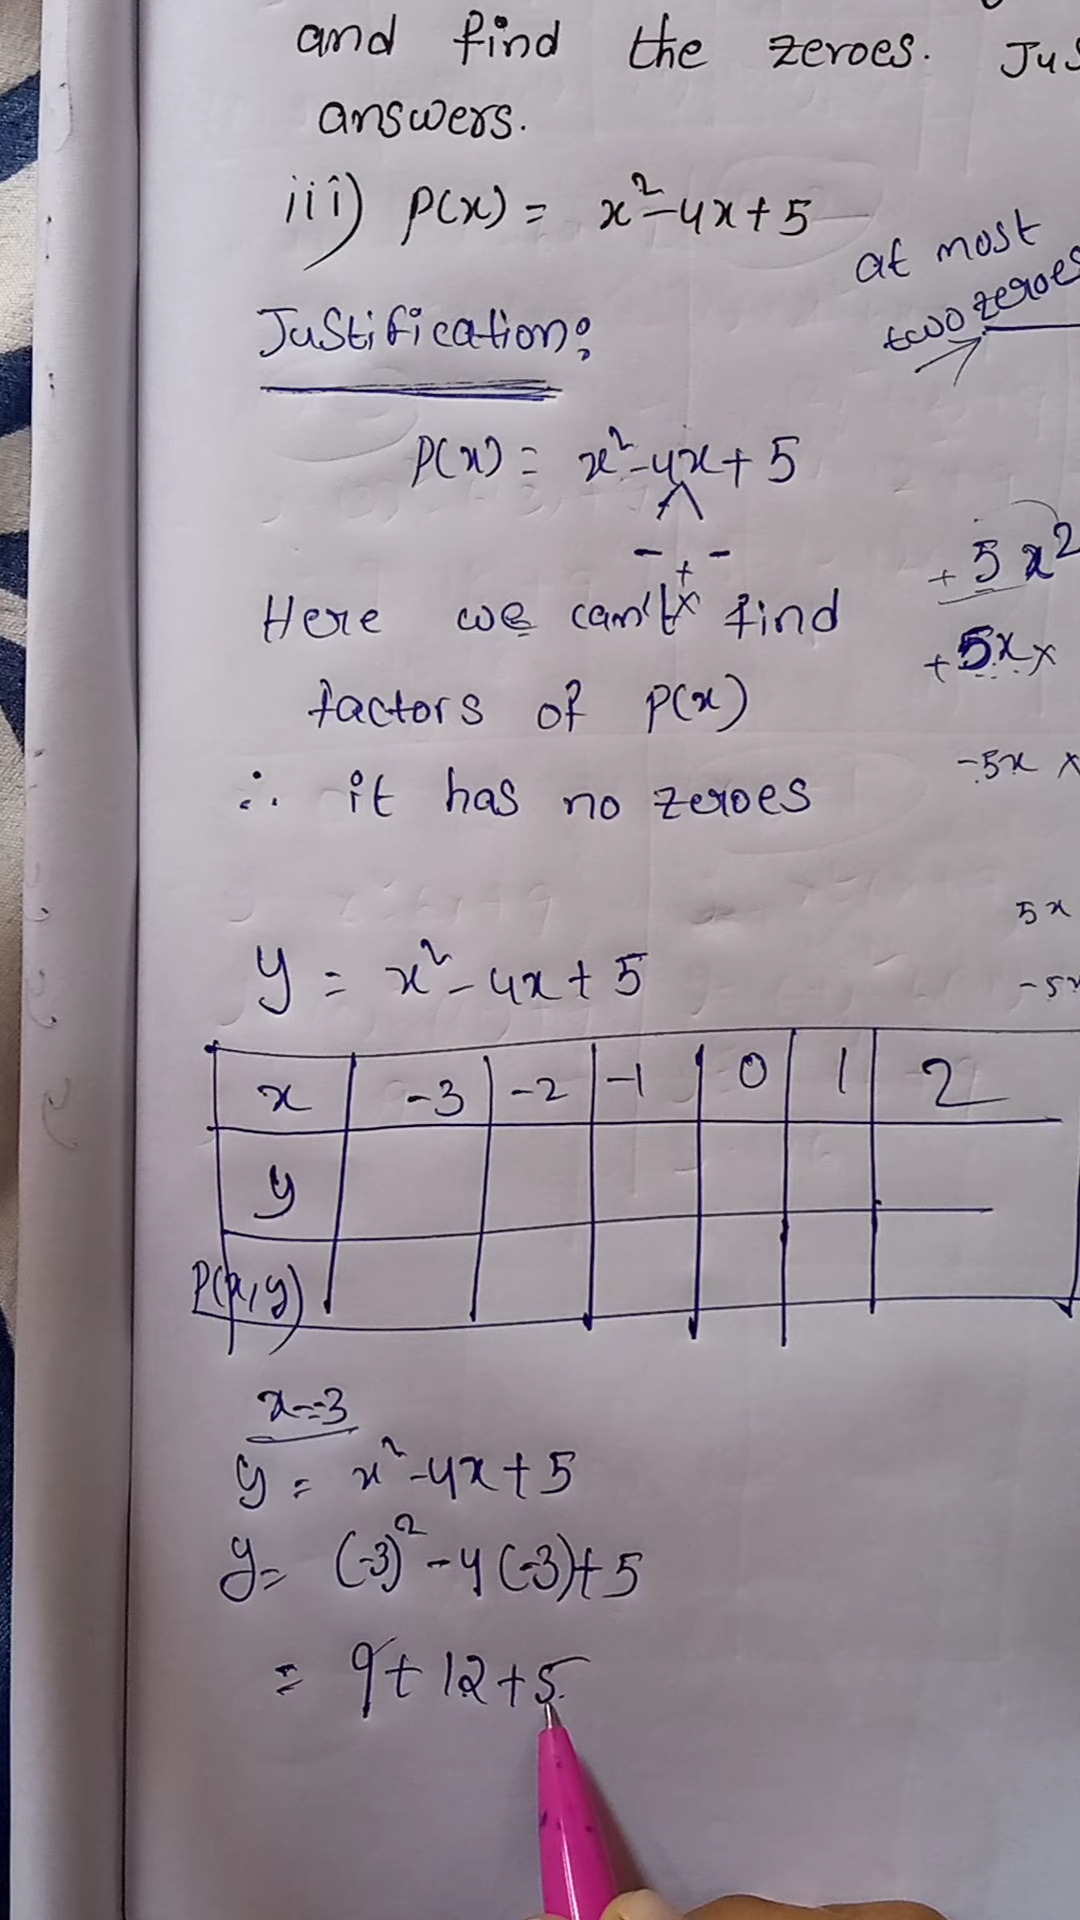 and find the zeroes.
answers.
iii) P(x) = x²-4x+5
at most
two zeroes
Justification:
P(x) = x²-4x+5
- + -
x
+5x²
Here we can't find
+5x x
factors of P(x)
-5x x
∴ it has no zeroes
5x
y = x²-4x+5
x -3 -2 -1 0 1 2
y
P(x,y)
x=-3
y = x²-4x+5
y= (-3)²-4(-3)+5
= 9+12+5